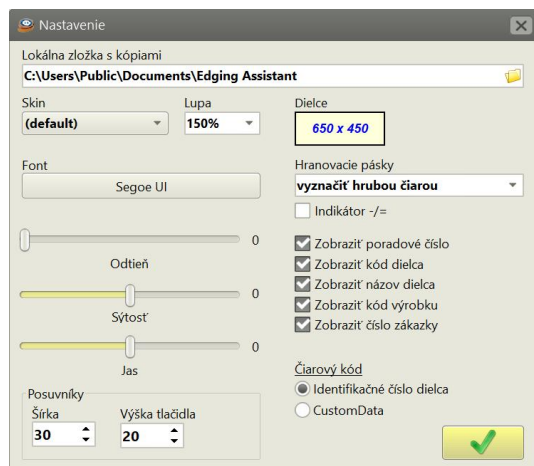 Nastavenie
Lokálna zložka s kópiami
C:\Users\Public\Documents\Edging Assistant
Skin
Lupa
Dielce
(default)
150%
650 x 450
Font
Hranovacie pásky
Segoe UI
vyznačiť hrubou čiarou
Indikátor -/=
0
Odtieň
Zobraziť poradové číslo
Zobraziť kód dielca
Zobraziť názov dielca
Zobraziť kód výrobku
Zobraziť číslo zákazky
0
Sýtosť
0
Jas
Čiarový kód
Identifikačné číslo dielca
CustomData
Posuvníky
Šírka
Výška tlačidla
30
20